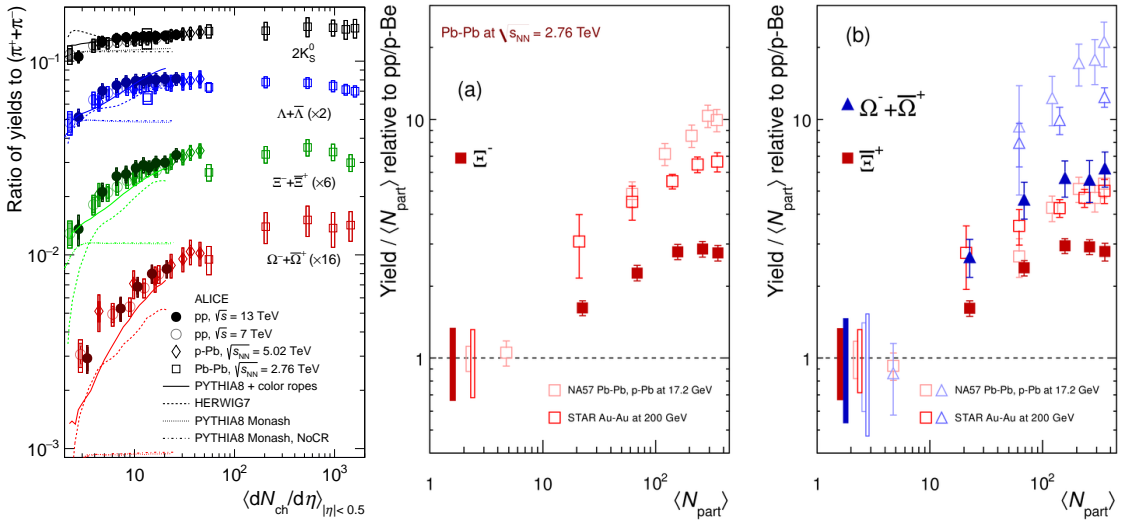 Ratio of yields to (π⁺+π⁻)
10⁻¹
10⁻²
10⁻³
2K⁰S
Λ+Λ̅ (×2)
Ξ⁻+Ξ̅⁺ (×6)
Ω⁻+Ω̅⁺ (×16)
ALICE
pp, √s = 13 TeV
pp, √s = 7 TeV
p-Pb, √sNN = 5.02 TeV
Pb-Pb, √sNN = 2.76 TeV
PYTHIA8 + color ropes
HERWIG7
PYTHIA8 Monash
PYTHIA8 Monash, NoCR
10 10² 10³
⟨dNch/dη⟩|η|< 0.5
Yield / ⟨Npart⟩ relative to pp/p-Be
10
1
Pb-Pb at √sNN = 2.76 TeV
(a)
Ξ⁻
NA57 Pb-Pb, p-Pb at 17.2 GeV
STAR Au-Au at 200 GeV
1 10 10²
⟨Npart⟩
Yield / ⟨Npart⟩ relative to pp/p-Be
10
1
(b)
Ω⁻+Ω̅⁺
Ξ̅⁺
NA57 Pb-Pb, p-Pb at 17.2 GeV
STAR Au-Au at 200 GeV
1 10 10²
⟨Npart⟩